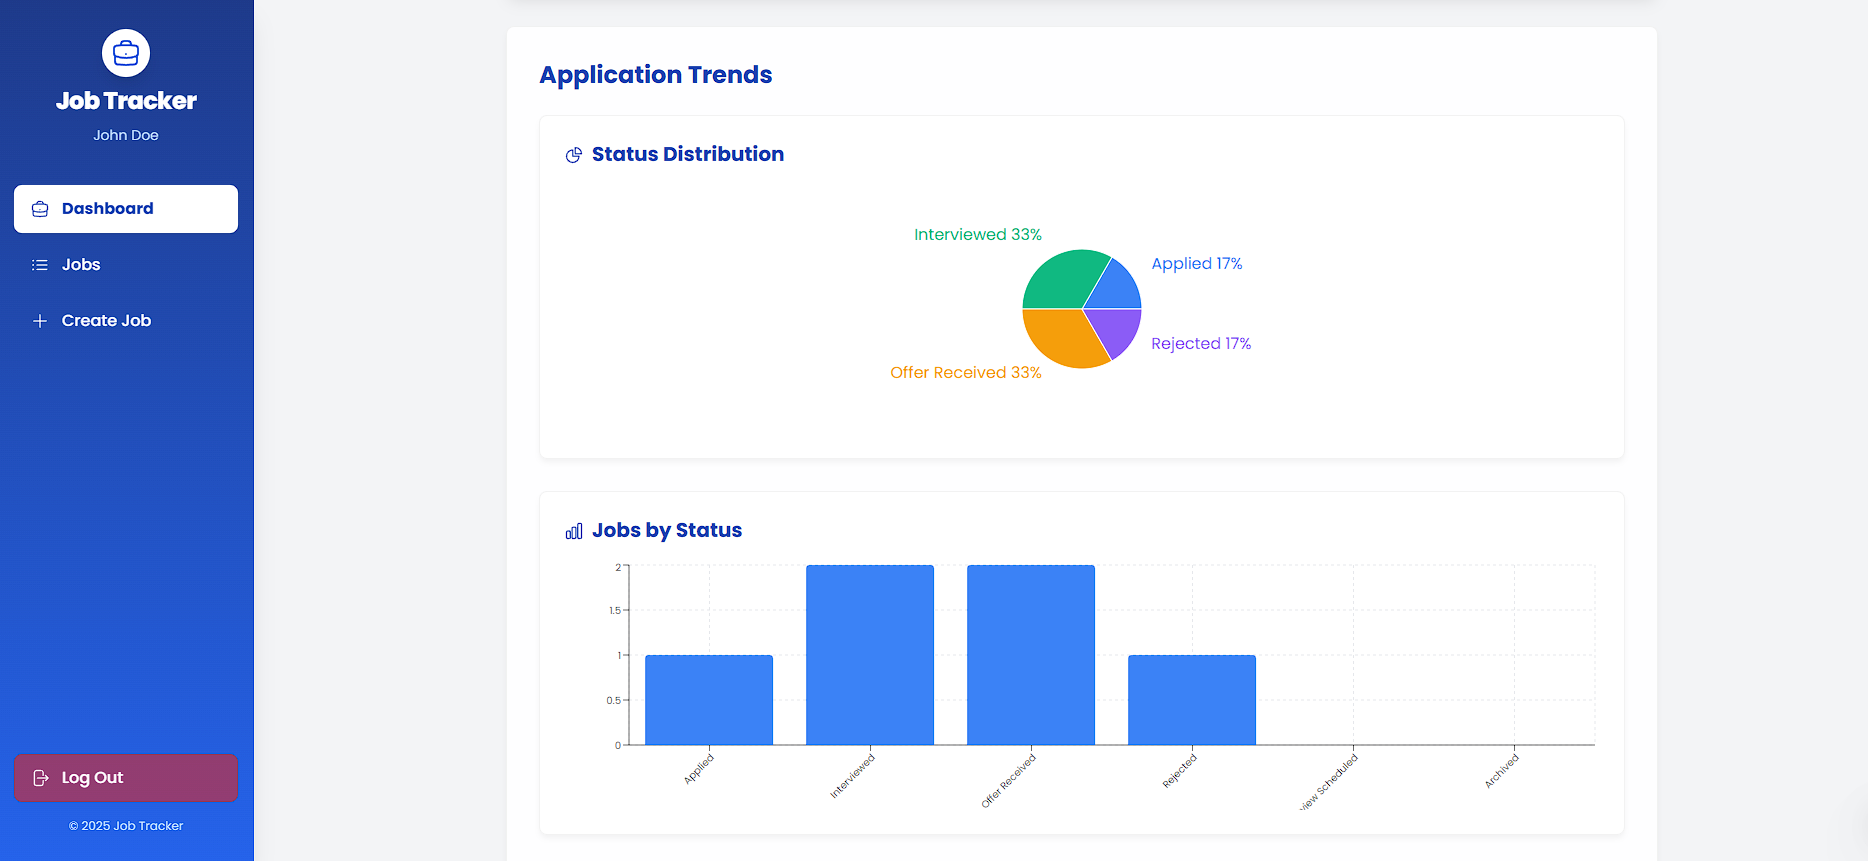 Job Tracker
John Doe
Dashboard
Jobs
Create Job
Log Out
© 2025 Job Tracker
Application Trends
Status Distribution
Interviewed 33%
Applied 17%
Rejected 17%
Offer Received 33%
Jobs by Status
2
1.5
1
0.5
0
Applied
Interviewed
Offer Received
Rejected
view Scheduled
Archived